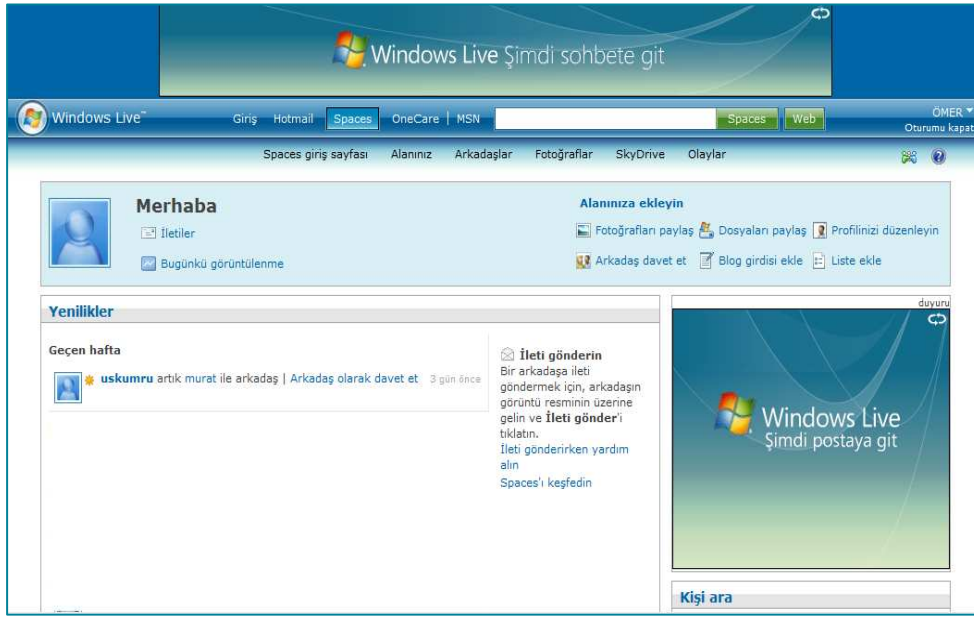 Windows Live Şimdi sohbete git
Windows Live™ Giriş Hotmail Spaces OneCare | MSN Spaces Web ÖMER
Oturumu kapat
Spaces giriş sayfası Alanınız Arkadaşlar Fotoğraflar SkyDrive Olaylar
Merhaba
İletiler
Bugünkü görüntülenme
Alanınıza ekleyin
Fotoğrafları paylaş Dosyaları paylaş Profilinizi düzenleyin
Arkadaş davet et Blog girdisi ekle Liste ekle
Yenilikler
Geçen hafta
uskumru artık murat ile arkadaş | Arkadaş olarak davet et 3 gün önce
İleti gönderin
Bir arkadaşa ileti
göndermek için, arkadaşın
görüntü resminin üzerine
gelin ve İleti gönder'i
tıklatın.
İleti gönderirken yardım
alın
Spaces'ı keşfedin
duyuru
Windows Live
Şimdi postaya git
Kişi ara